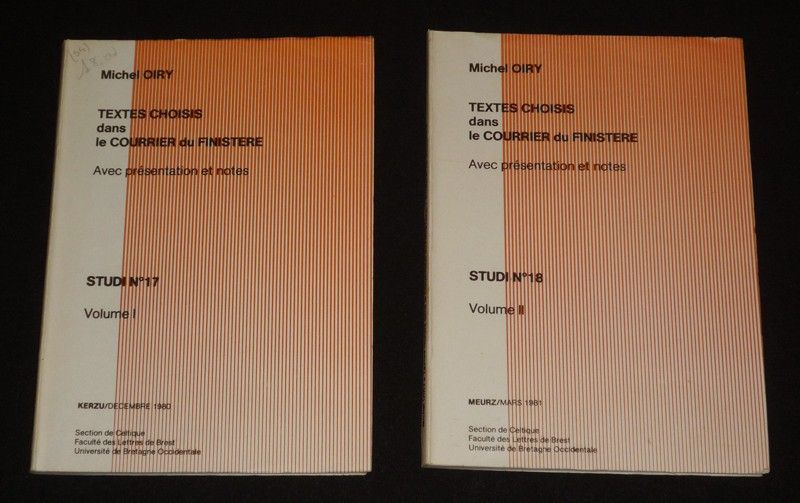 Michel OIRY
TEXTES CHOISIS
dans
le COURRIER du FINISTERE
Avec présentation et notes
STUDI N°17
Volume I
KERZU/DECEMBRE 1980
Section de Celtique
Faculté des Lettres de Brest
Université de Bretagne Occidentale
Michel OIRY
TEXTES CHOISIS
dans
le COURRIER du FINISTERE
Avec présentation et notes
STUDI N°18
Volume II
MEURZ/MARS 1981
Section de Celtique
Faculté des Lettres de Brest
Université de Bretagne Occidentale